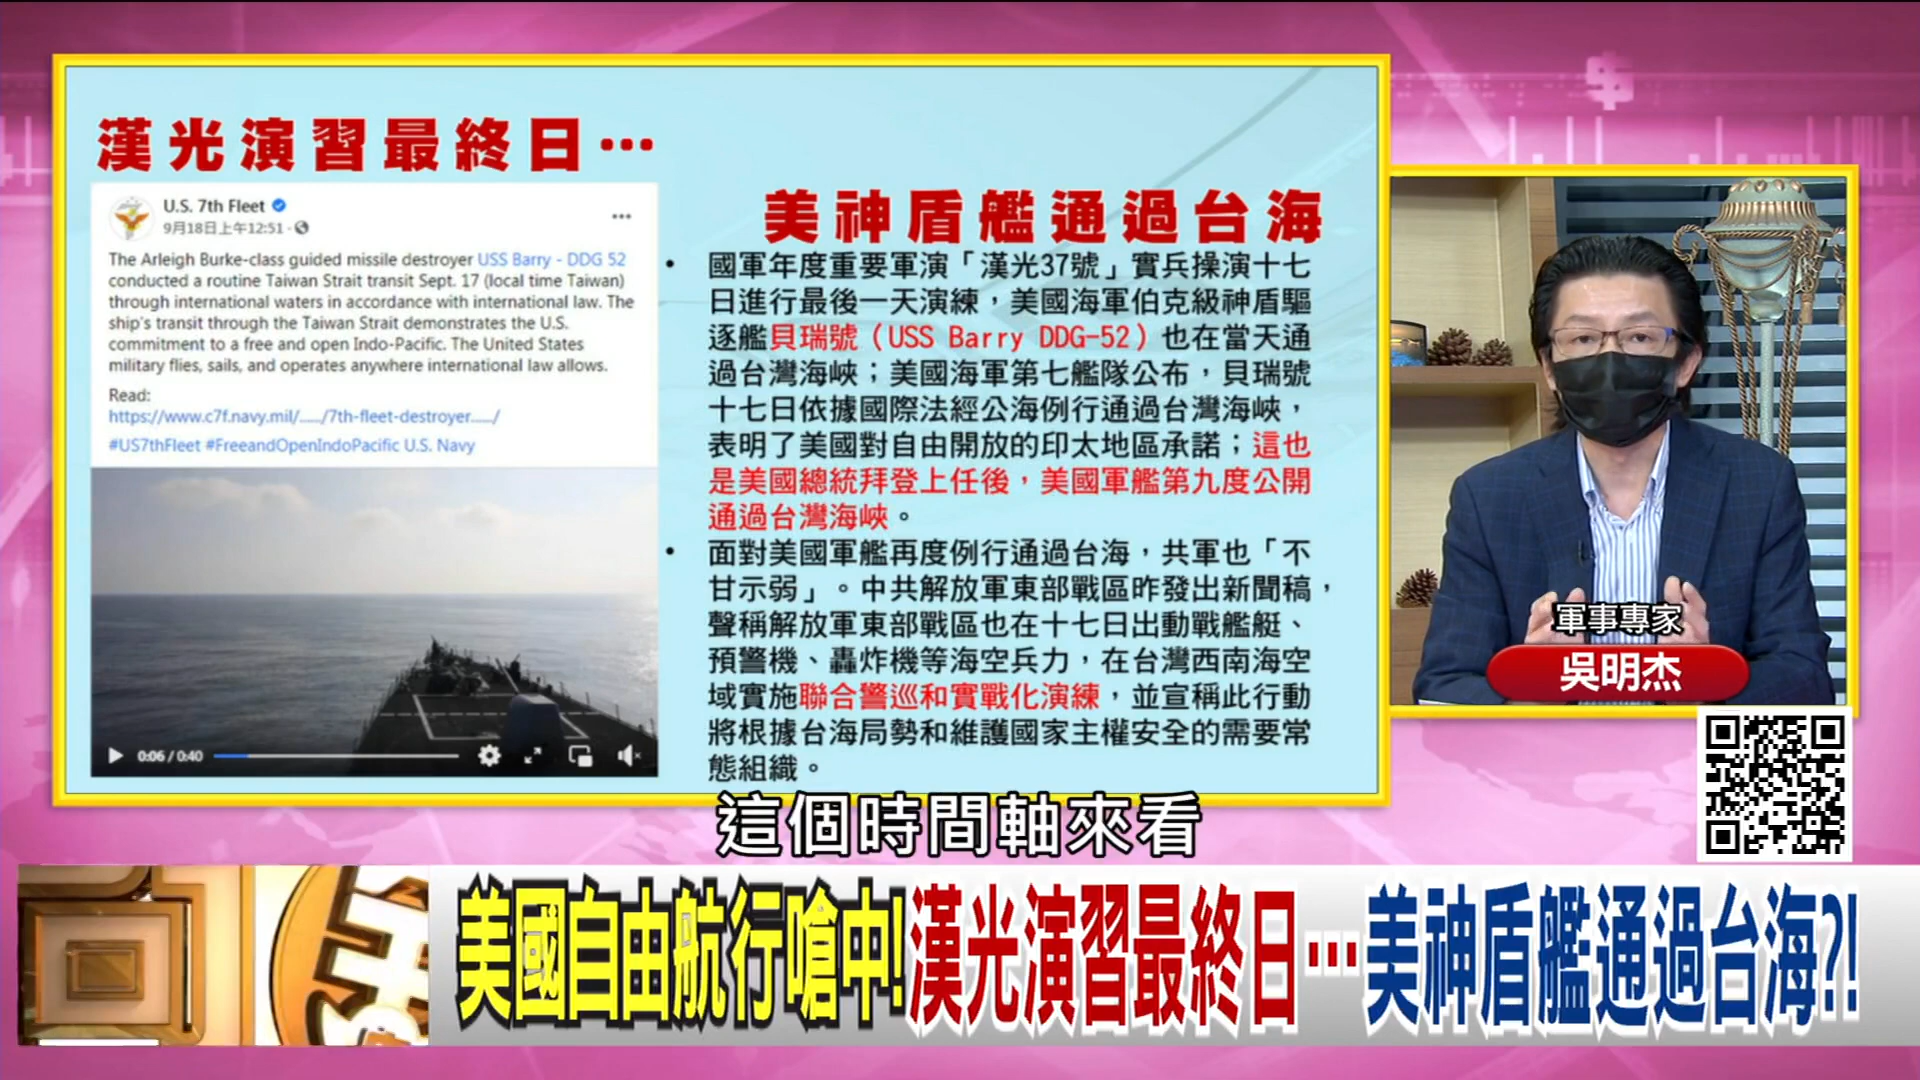 漢光演習最終日…
U.S. 7th Fleet
9月18日上午12:51
The Arleigh Burke-class guided missile destroyer USS Barry - DDG 52
conducted a routine Taiwan Strait transit Sept. 17 (local time Taiwan)
through international waters in accordance with international law. The
ship's transit through the Taiwan Strait demonstrates the U.S.
commitment to a free and open Indo-Pacific. The United States
military flies, sails, and operates anywhere international law allows.
Read:
https://www.c7f.navy.mil/....../7th-fleet-destroyer....../
#US7thFleet #FreeandOpenIndoPacific U.S. Navy
0:06 / 0:40
美神盾艦通過台海
• 國軍年度重要軍演「漢光37號」實兵操演十七
日進行最後一天演練，美國海軍伯克級神盾驅
逐艦貝瑞號（USS Barry DDG-52）也在當天通
過台灣海峽；美國海軍第七艦隊公布，貝瑞號
十七日依據國際法經公海例行通過台灣海峽，
表明了美國對自由開放的印太地區承諾；這也
是美國總統拜登上任後，美國軍艦第九度公開
通過台灣海峽。
• 面對美國軍艦再度例行通過台海，共軍也「不
甘示弱」。中共解放軍東部戰區昨發出新聞稿，
聲稱解放軍東部戰區也在十七日出動戰艦艇、
預警機、轟炸機等海空兵力，在台灣西南海空
域實施聯合警巡和實戰化演練，並宣稱此行動
將根據台海局勢和維護國家主權安全的需要常
態組織。
軍事專家
吳明杰
這個時間軸來看
美國自由航行嗆中!漢光演習最終日…美神盾艦通過台海?!